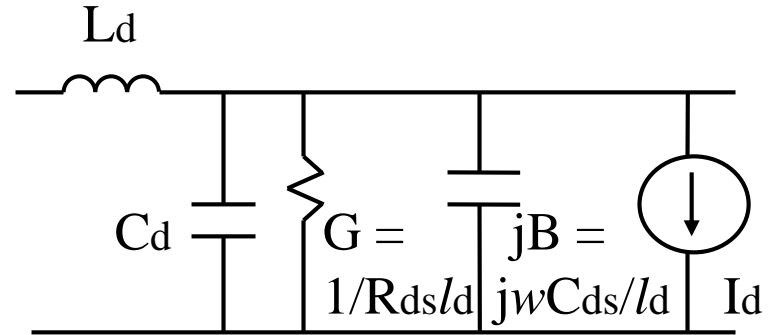 Ld
Cd
G =
1/Rdsld
jB =
jwCds/ld
Id